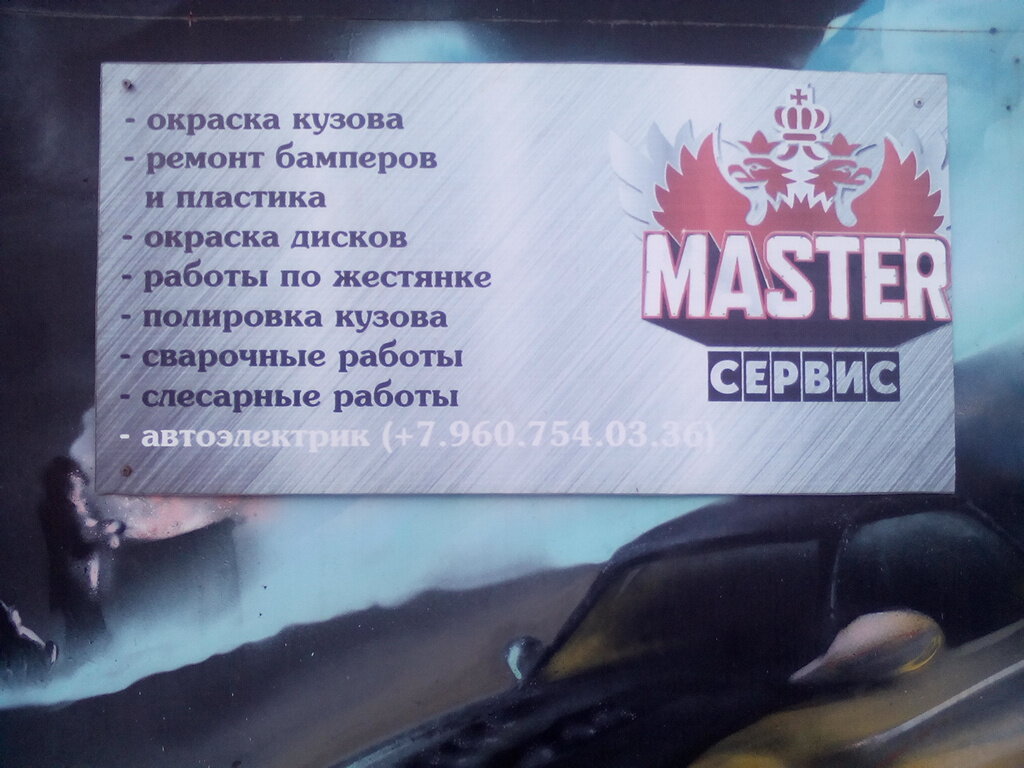 - окраска кузова
- ремонт бамперов
и пластика
- окраска дисков
- работы по жестянке
- полировка кузова
- сварочные работы
- слесарные работы
- автоэлектрик (+7.960.754.03.36)
MASTER
СЕРВИС